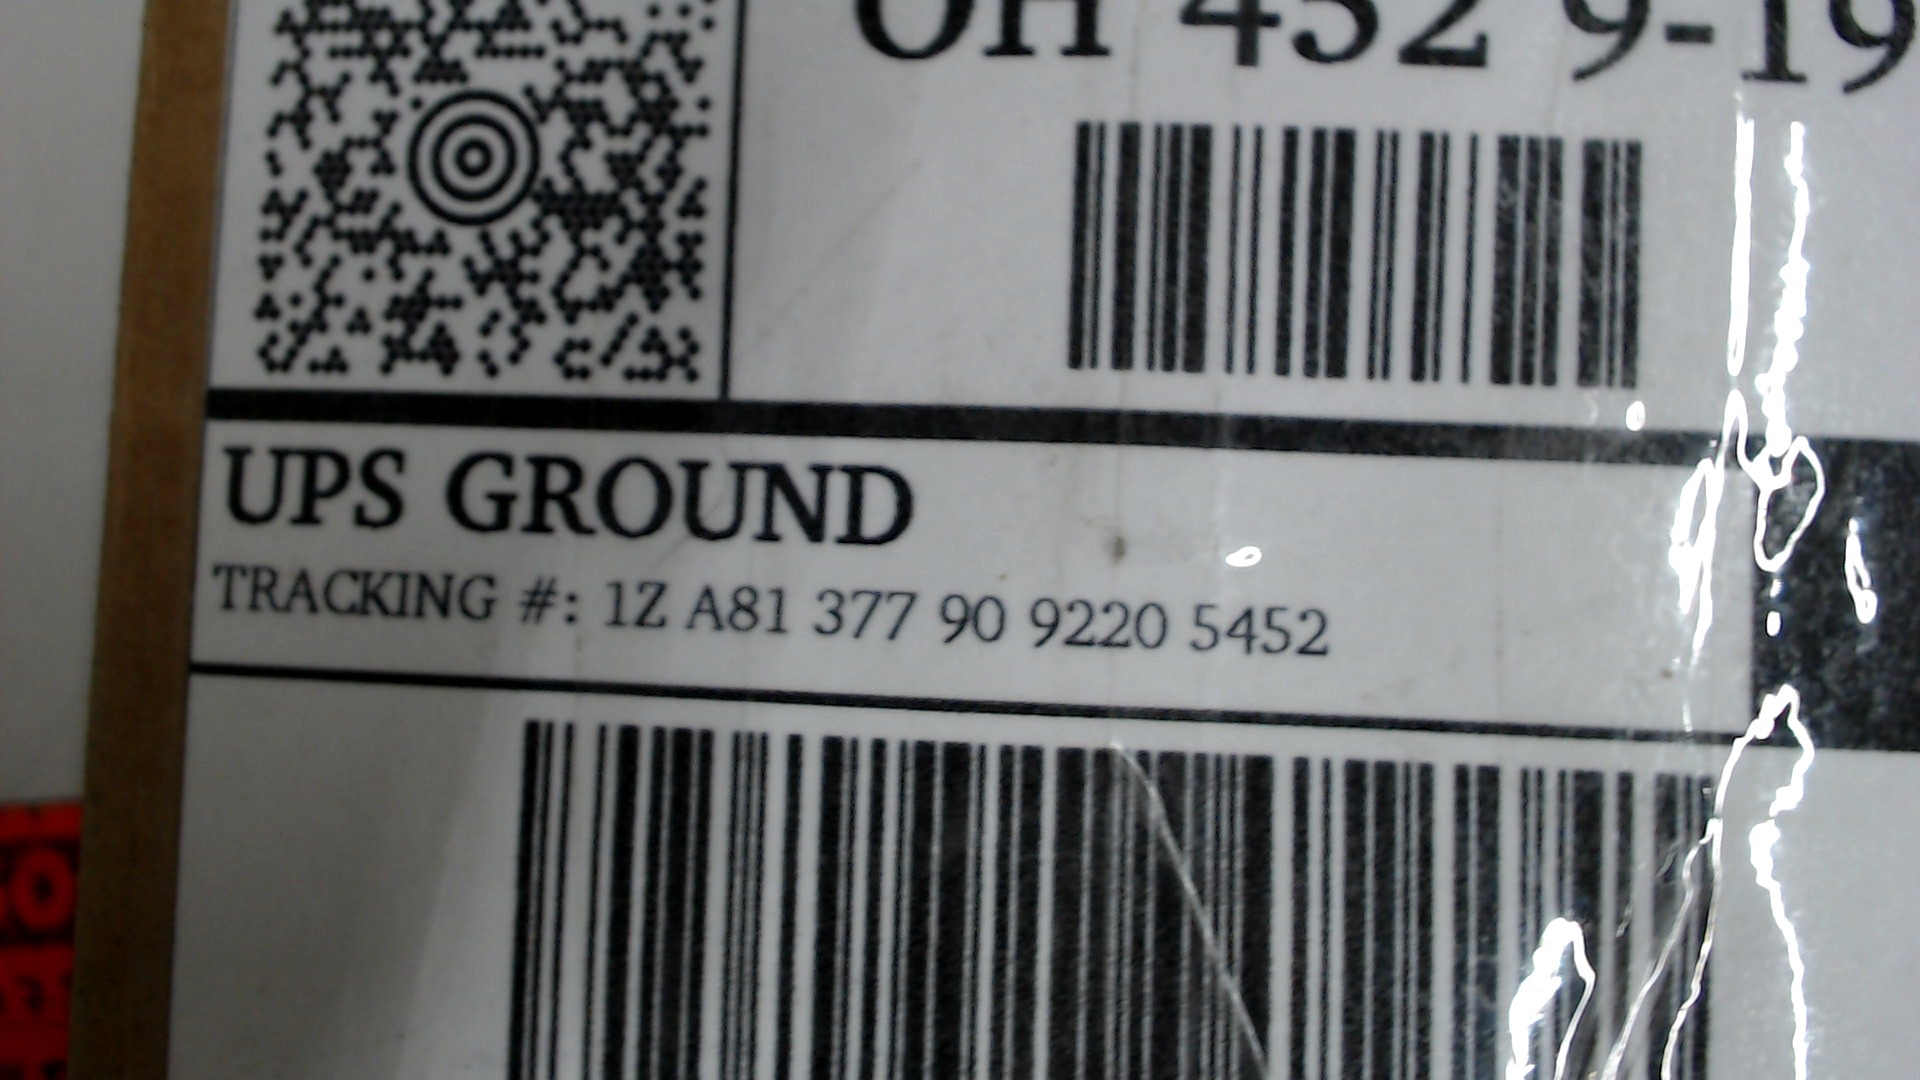 OH 452 9-19
UPS GROUND
TRACKING #: 1Z A81 377 90 9220 5452